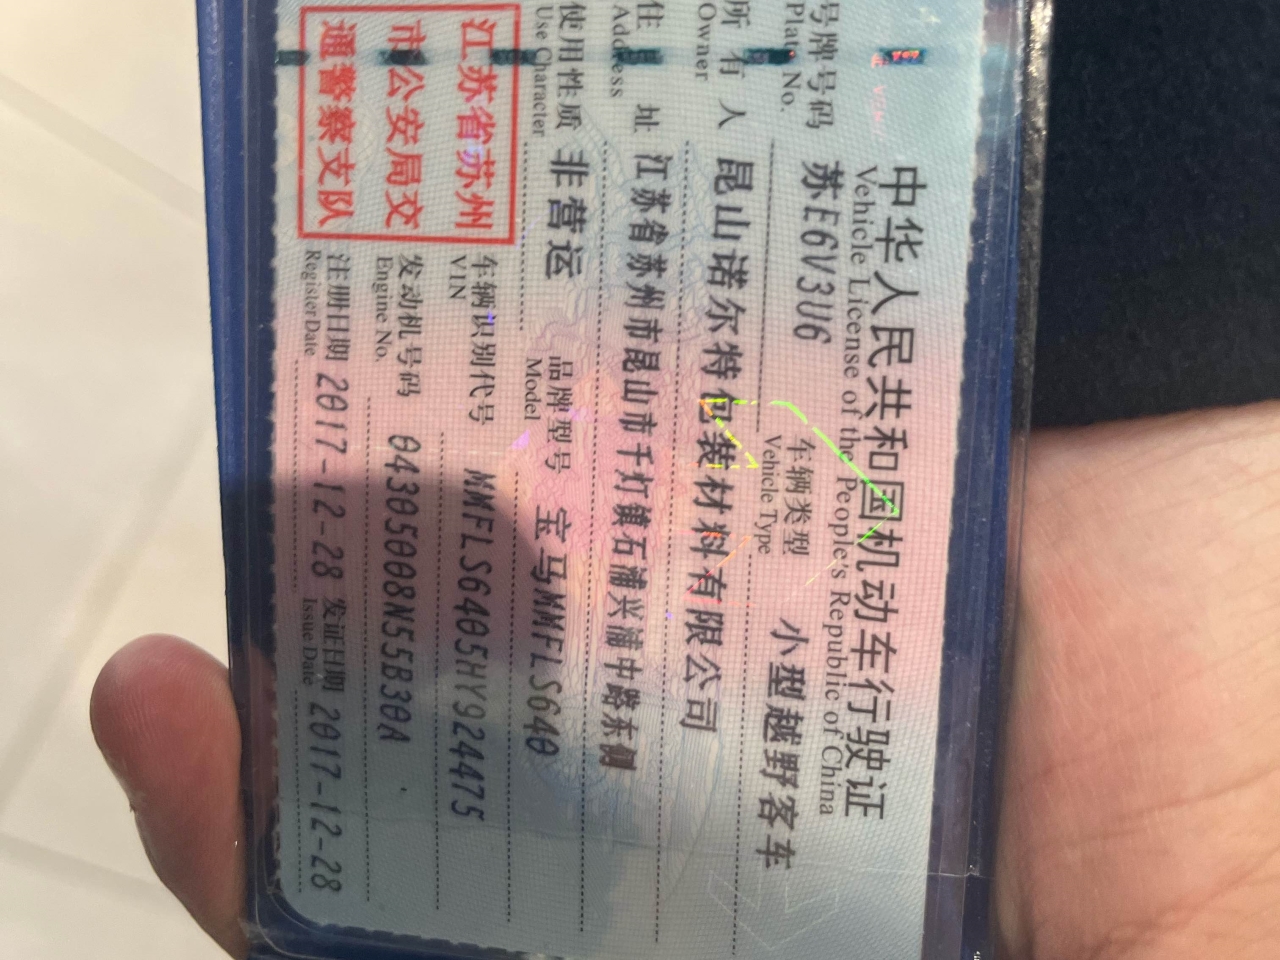 中华人民共和国机动车行驶证
Vehicle License of the People's Republic of China
号牌号码 苏E6V3U6 车辆类型 小型越野客车
Plate No. Vehicle Type
所有人 昆山诺尔特包装材料有限公司
Owner
住址 江苏省苏州市昆山市千灯镇石浦兴浦中路东侧
Address
使用性质 非营运 品牌型号 宝马MMFLS640
Use Character Model
江苏省苏州
市公安局交
通警察支队
车辆识别代号 MMFLS6405HY924475
VIN
发动机号码 04305008N55B30A
Engine No.
注册日期 2017-12-28 发证日期 2017-12-28
Register Date Issue Date